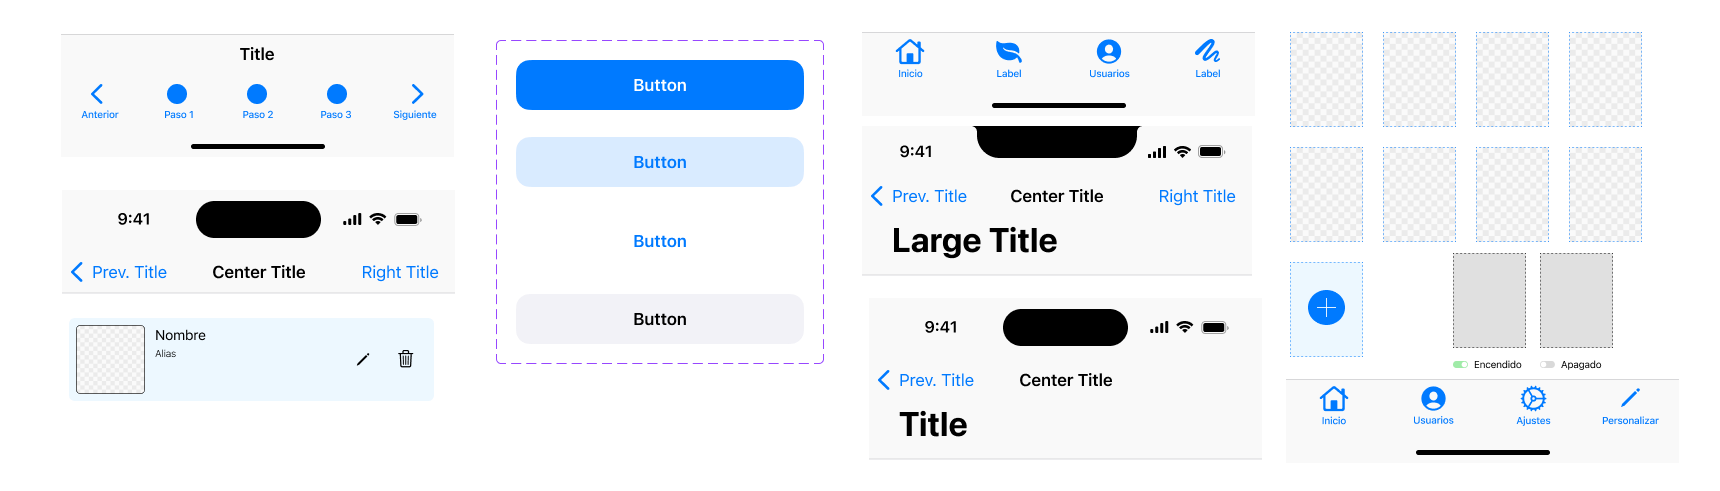 Title
Anterior Paso 1 Paso 2 Paso 3 Siguiente
9:41
Prev. Title Center Title Right Title
Nombre
Alias
Button
Button
Button
Button
Inicio Label Usuarios Label
9:41
Prev. Title Center Title Right Title
Large Title
9:41
Prev. Title Center Title
Title
Encendido Apagado
Inicio Usuarios Ajustes Personalizar